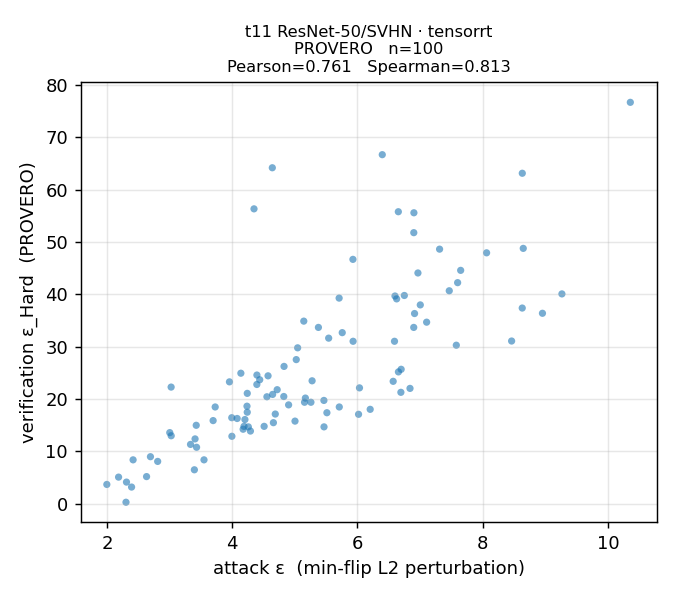 t11 ResNet-50/SVHN · tensorrt
PROVERO   n=100
Pearson=0.761   Spearman=0.813
80
70
60
50
40
30
20
10
0
verification ε_Hard  (PROVERO)
2 4 6 8 10
attack ε  (min-flip L2 perturbation)